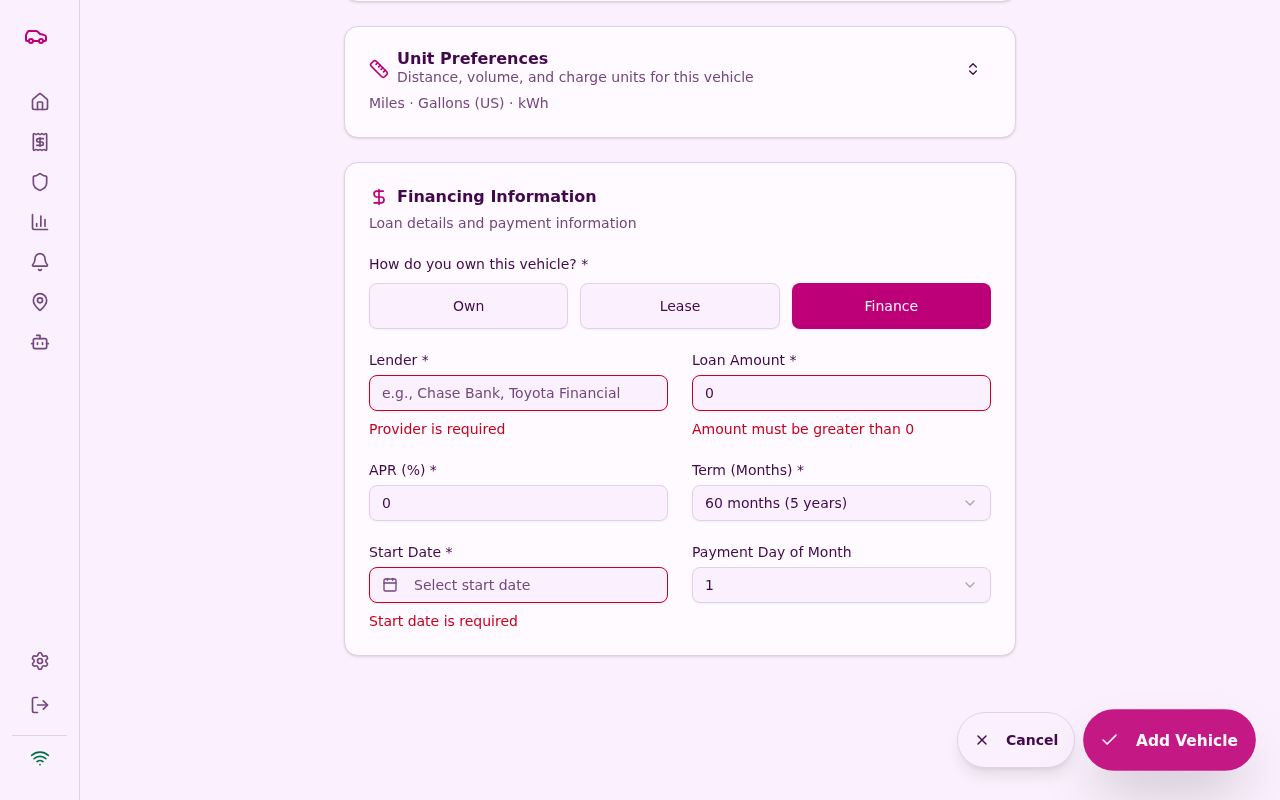 Unit Preferences
Distance, volume, and charge units for this vehicle
Miles · Gallons (US) · kWh
Financing Information
Loan details and payment information
How do you own this vehicle? *
Own
Lease
Finance
Lender *
Loan Amount *
e.g., Chase Bank, Toyota Financial
0
Provider is required
Amount must be greater than 0
APR (%) *
Term (Months) *
0
60 months (5 years)
Start Date *
Payment Day of Month
Select start date
1
Start date is required
Cancel
Add Vehicle